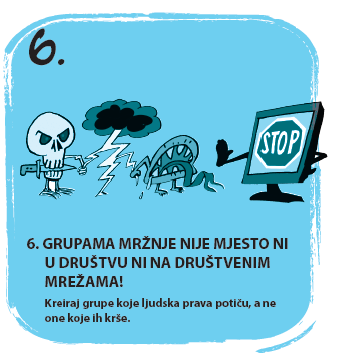 6.
STOP
6. GRUPAMA MRŽNJE NIJE MJESTO NI
U DRUŠTVU NI NA DRUŠTVENIM
MREŽAMA!
Kreiraj grupe koje ljudska prava potiču, a ne
one koje ih krše.